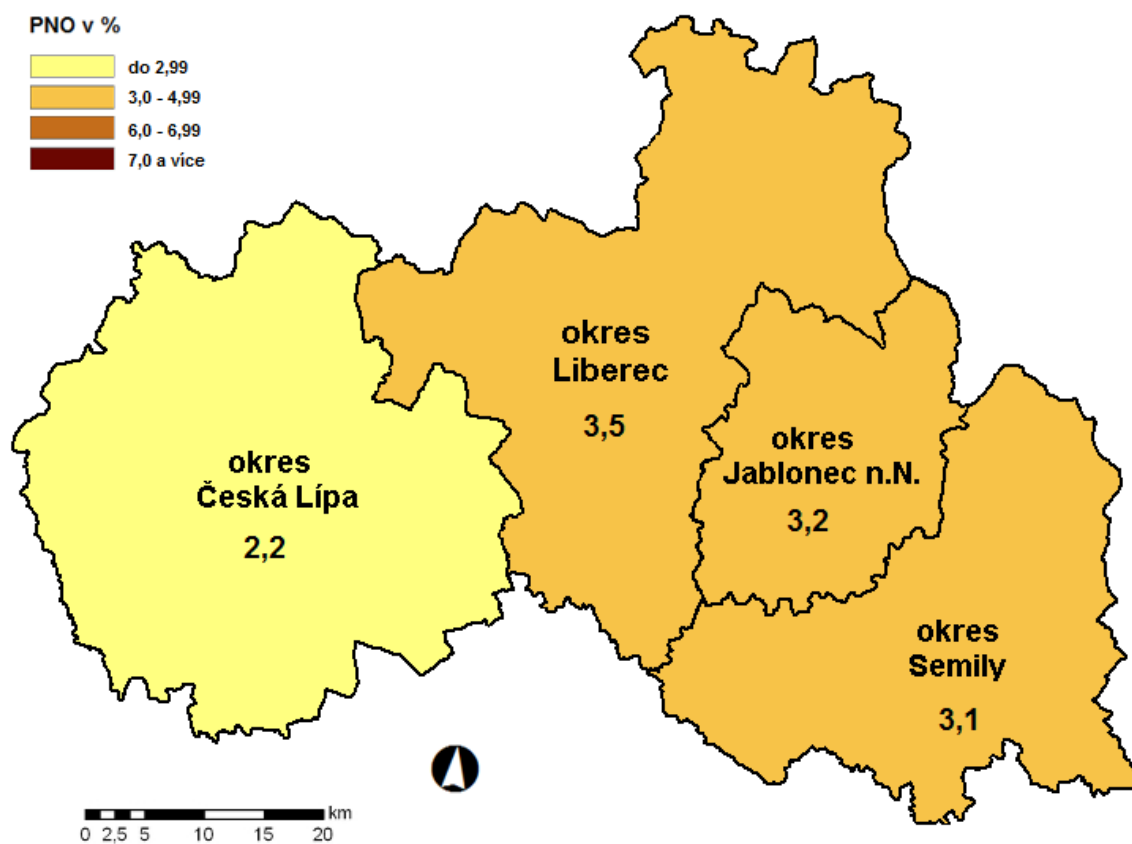 PNO v %
do 2,99
3,0 - 4,99
6,0 - 6,99
7,0 a více
okres
Liberec
3,5
okres
Jablonec n.N.
3,2
okres
Česká Lípa
2,2
okres
Semily
3,1
km
0 2,5 5 10 15 20